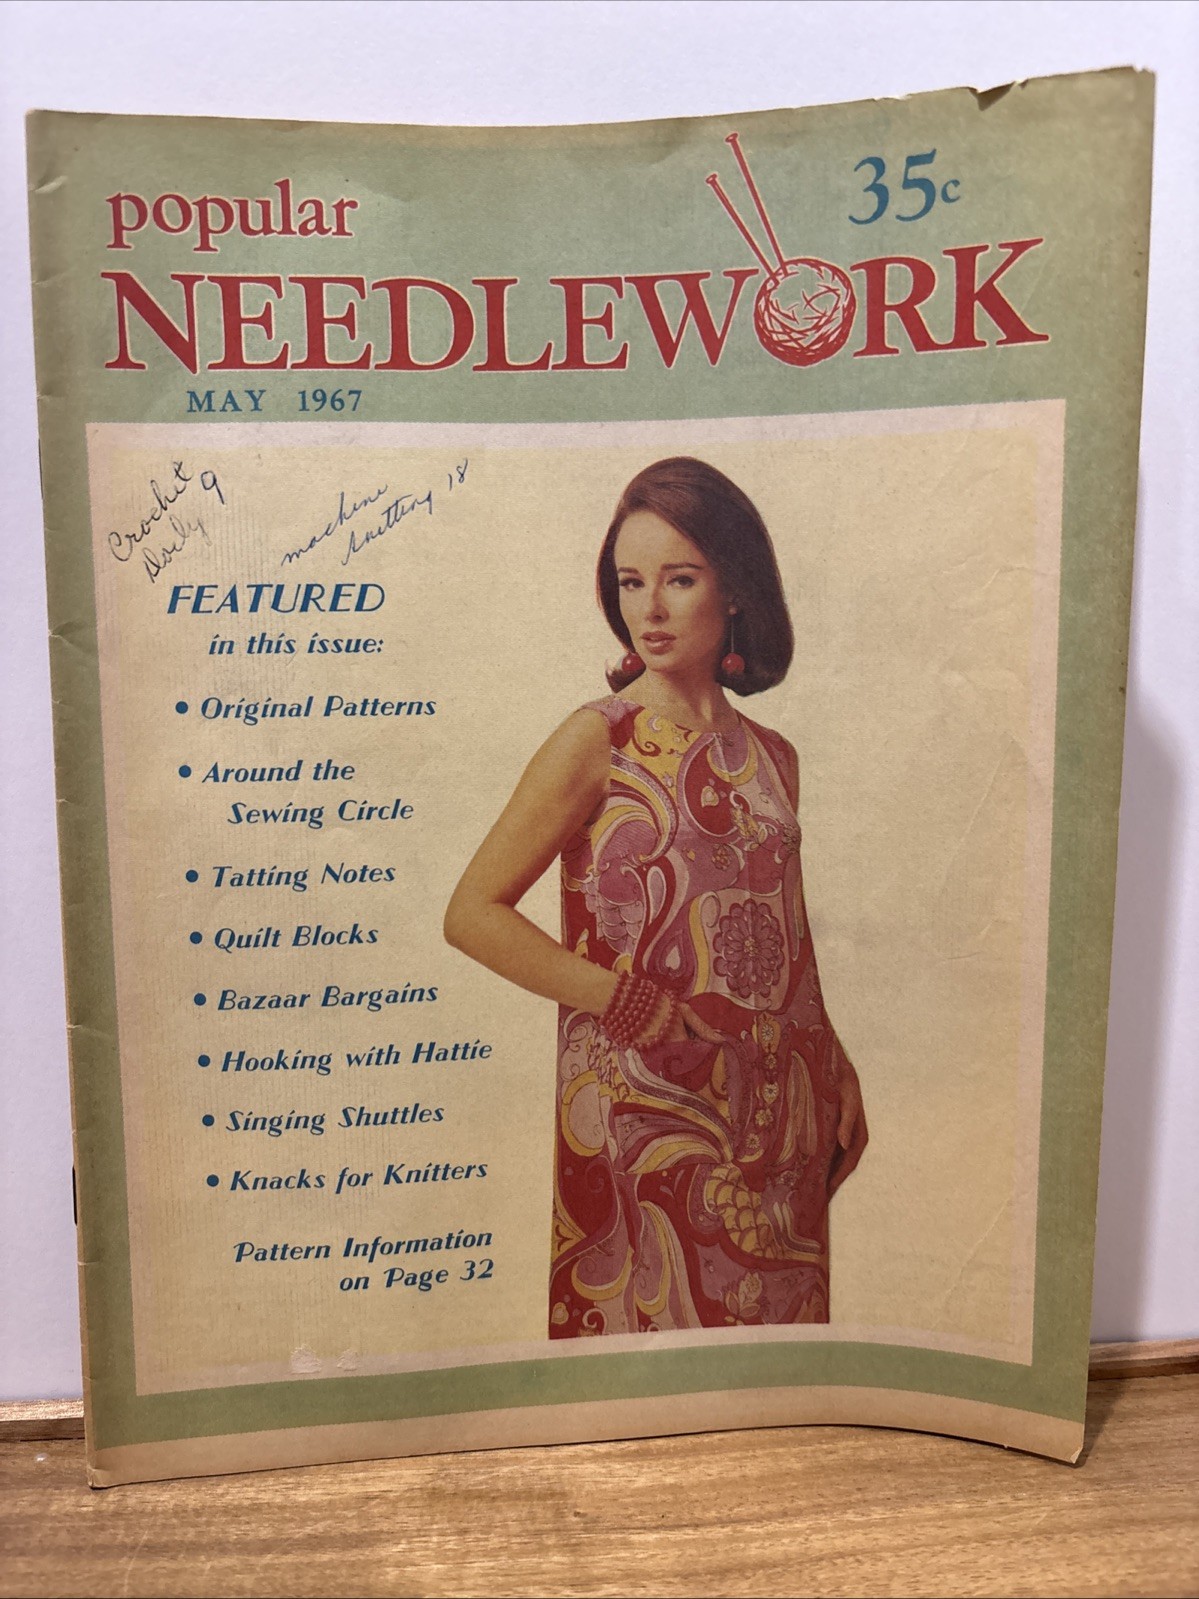 popular
35c
NEEDLEWORK
MAY 1967
Crochet 9
Doily
machine
knitting 18
FEATURED
in this issue:
• Original Patterns
• Around the
Sewing Circle
• Tatting Notes
• Quilt Blocks
• Bazaar Bargains
• Hooking with Hattie
• Singing Shuttles
• Knacks for Knitters
Pattern Information
on Page 32